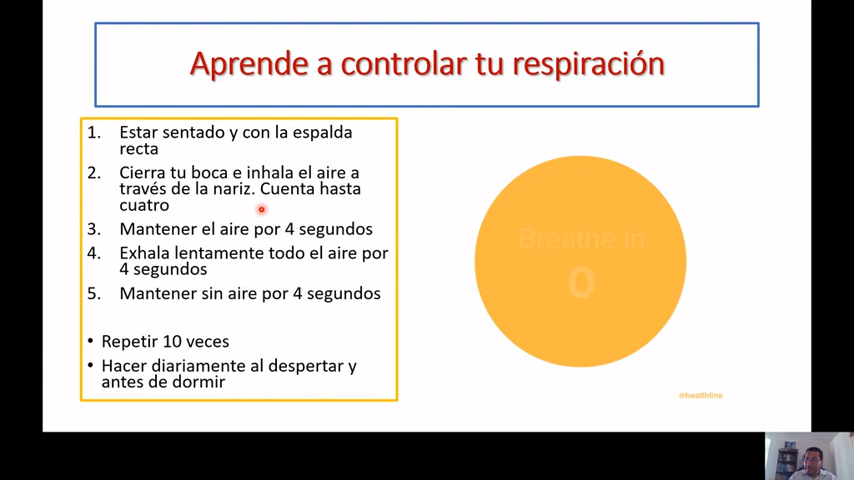 Aprende a controlar tu respiración
1. Estar sentado y con la espalda
recta
2. Cierra tu boca e inhala el aire a
través de la nariz. Cuenta hasta
cuatro
3. Mantener el aire por 4 segundos
4. Exhala lentamente todo el aire por
4 segundos
5. Mantener sin aire por 4 segundos
• Repetir 10 veces
• Hacer diariamente al despertar y
antes de dormir
Breathe in
0
@healthline